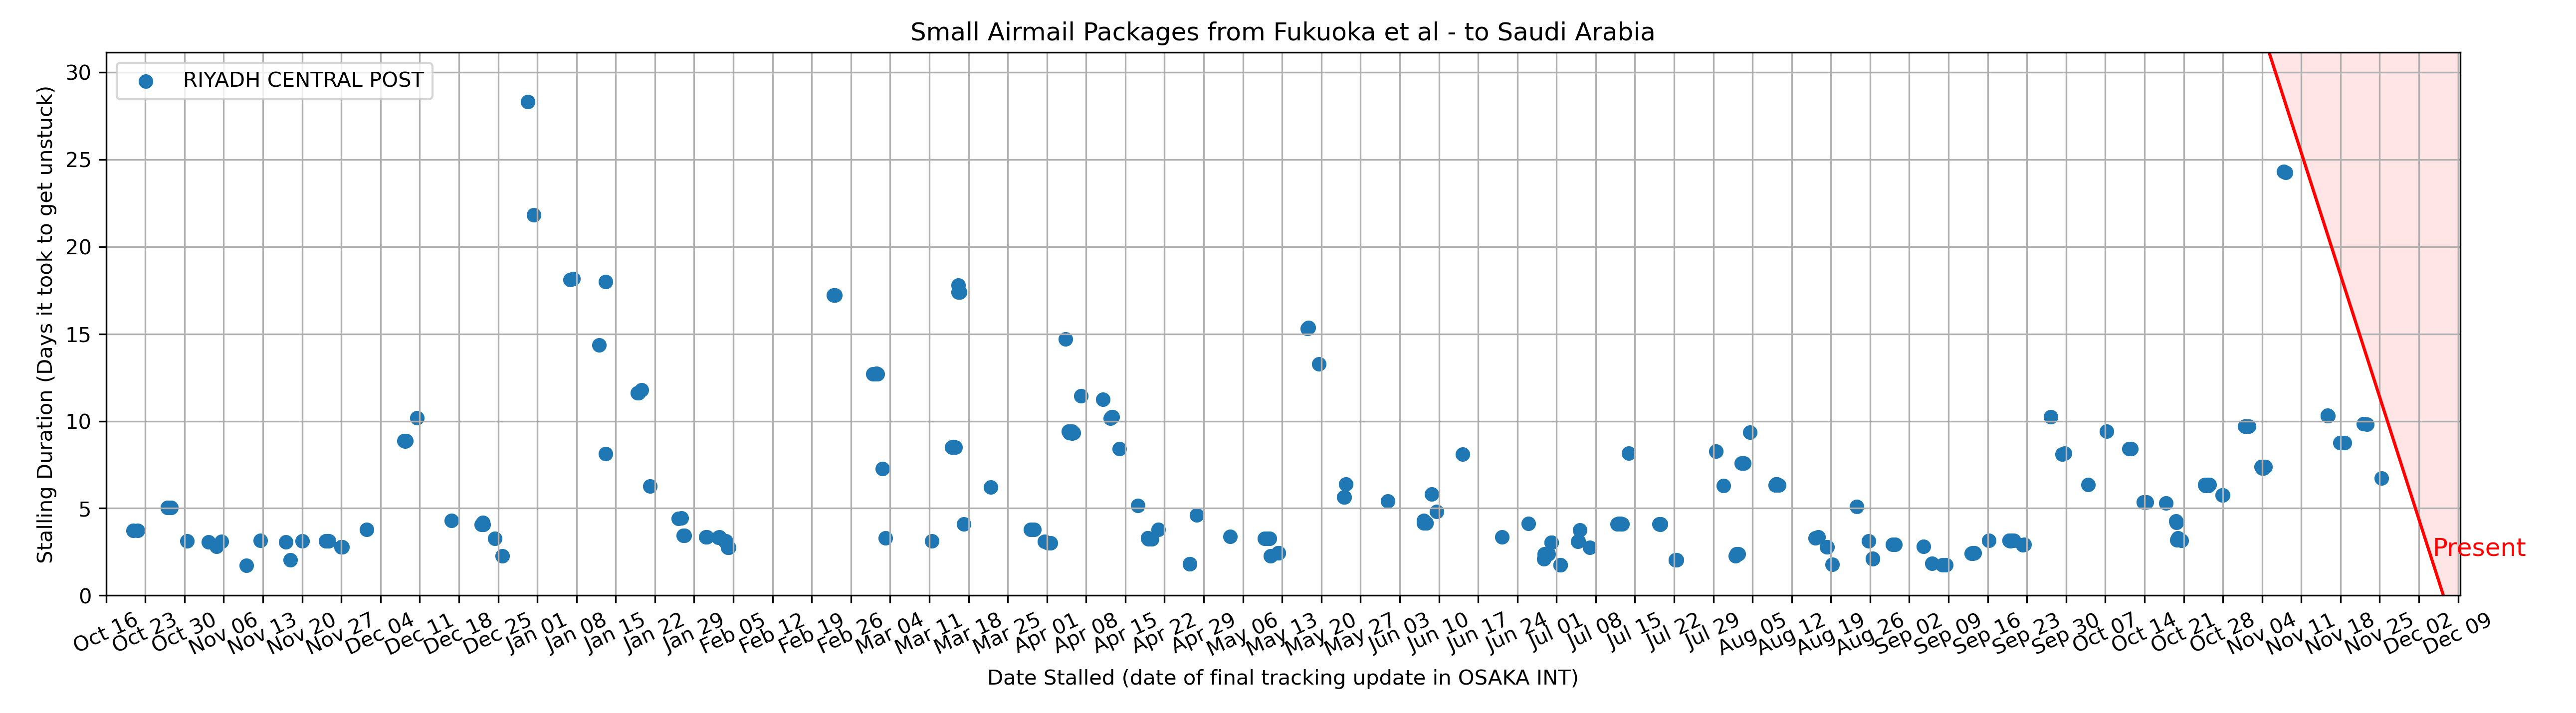 Small Airmail Packages from Fukuoka et al - to Saudi Arabia
RIYADH CENTRAL POST
Stalling Duration (Days it took to get unstuck)
30
25
20
15
10
5
0
Present
Oct 16
Oct 23
Oct 30
Nov 06
Nov 13
Nov 20
Nov 27
Dec 04
Dec 11
Dec 18
Dec 25
Jan 01
Jan 08
Jan 15
Jan 22
Jan 29
Feb 05
Feb 12
Feb 19
Feb 26
Mar 04
Mar 11
Mar 18
Mar 25
Apr 01
Apr 08
Apr 15
Apr 22
Apr 29
May 06
May 13
May 20
May 27
Jun 03
Jun 10
Jun 17
Jun 24
Jul 01
Jul 08
Jul 15
Jul 22
Jul 29
Aug 05
Aug 12
Aug 19
Aug 26
Sep 02
Sep 09
Sep 16
Sep 23
Sep 30
Oct 07
Oct 14
Oct 21
Oct 28
Nov 04
Nov 11
Nov 18
Nov 25
Dec 02
Dec 09
Date Stalled (date of final tracking update in OSAKA INT)